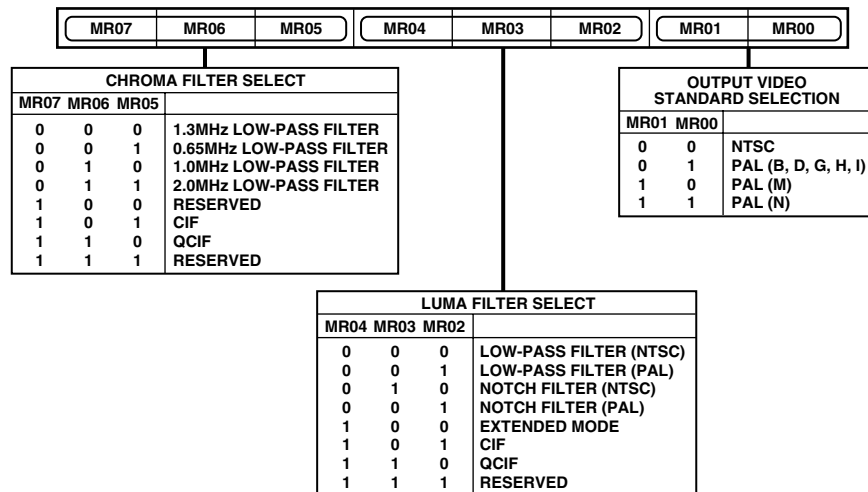 MR07 MR06 MR05 MR04 MR03 MR02 MR01 MR00
CHROMA FILTER SELECT
MR07 MR06 MR05
0 0 0 1.3MHz LOW-PASS FILTER
0 0 1 0.65MHz LOW-PASS FILTER
0 1 0 1.0MHz LOW-PASS FILTER
0 1 1 2.0MHz LOW-PASS FILTER
1 0 0 RESERVED
1 0 1 CIF
1 1 0 QCIF
1 1 1 RESERVED
OUTPUT VIDEO
STANDARD SELECTION
MR01 MR00
0 0 NTSC
0 1 PAL (B, D, G, H, I)
1 0 PAL (M)
1 1 PAL (N)
LUMA FILTER SELECT
MR04 MR03 MR02
0 0 0 LOW-PASS FILTER (NTSC)
0 0 1 LOW-PASS FILTER (PAL)
0 1 0 NOTCH FILTER (NTSC)
0 0 1 NOTCH FILTER (PAL)
1 0 0 EXTENDED MODE
1 0 1 CIF
1 1 0 QCIF
1 1 1 RESERVED